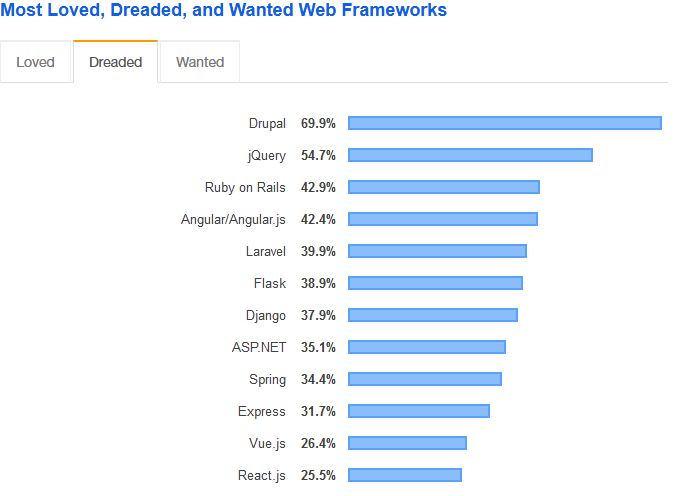 Most Loved, Dreaded, and Wanted Web Frameworks
Loved Dreaded Wanted
Drupal 69.9%
jQuery 54.7%
Ruby on Rails 42.9%
Angular/Angular.js 42.4%
Laravel 39.9%
Flask 38.9%
Django 37.9%
ASP.NET 35.1%
Spring 34.4%
Express 31.7%
Vue.js 26.4%
React.js 25.5%